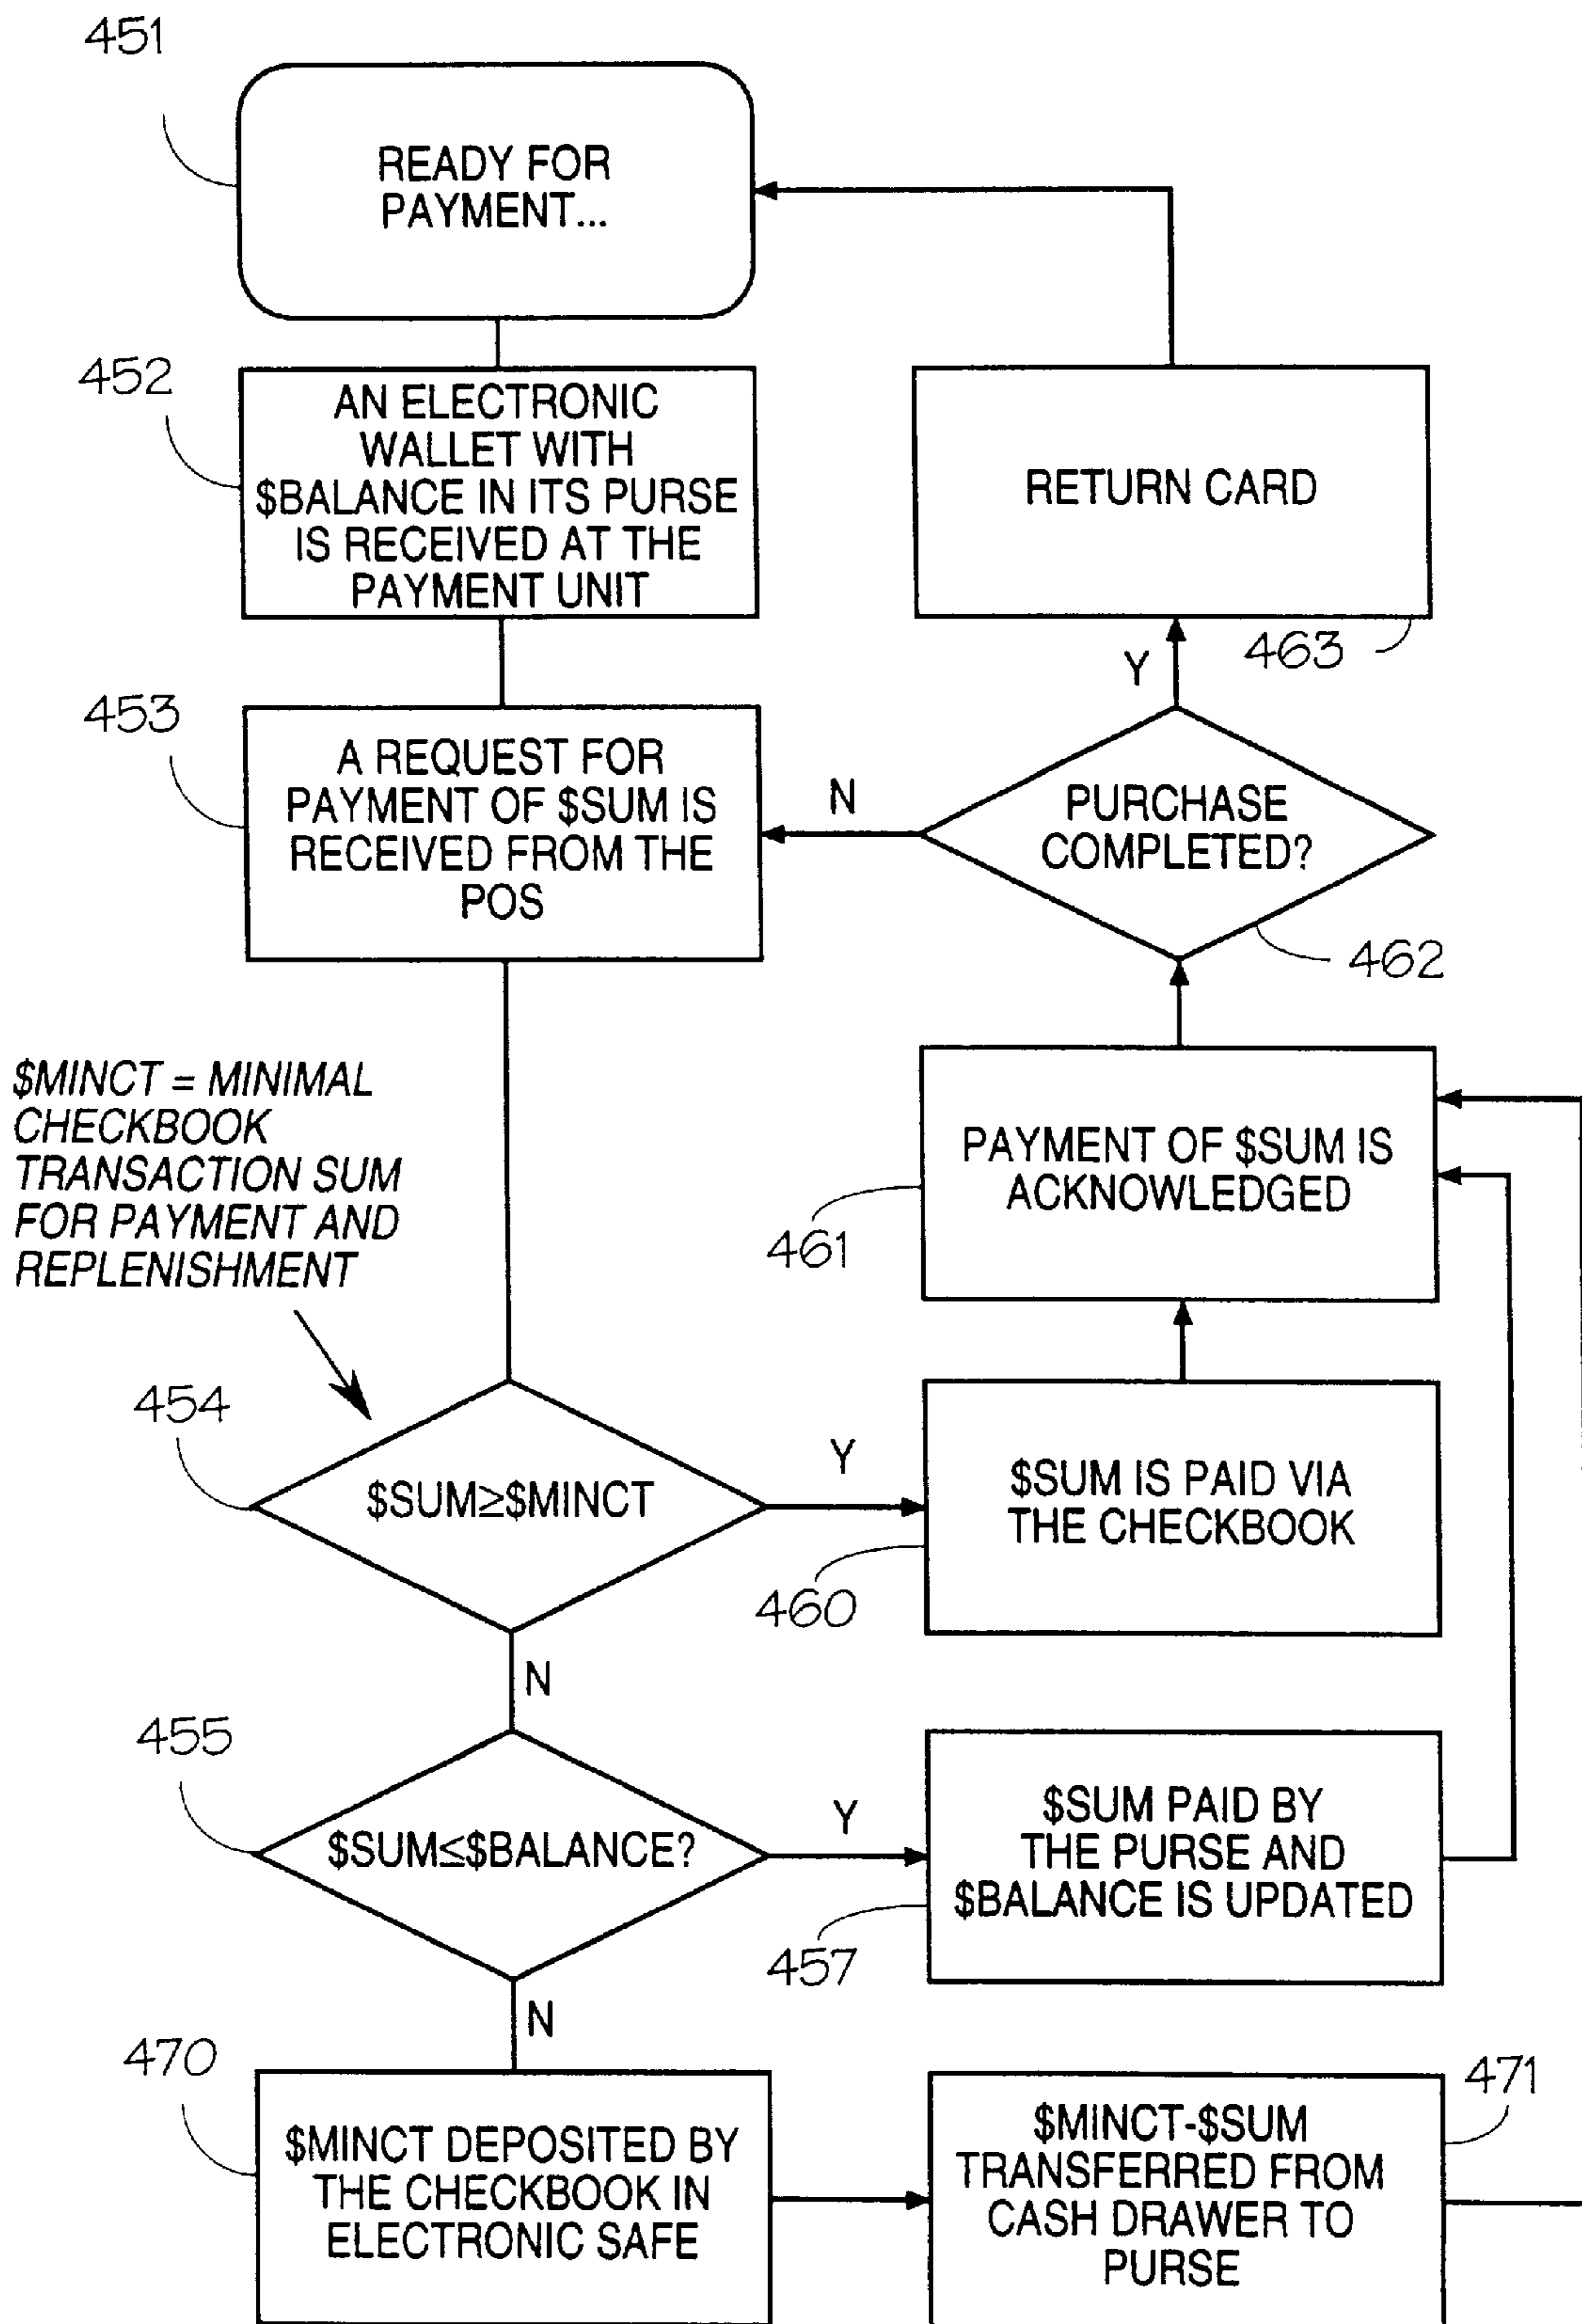 451
READY FOR
PAYMENT...
452
AN ELECTRONIC
WALLET WITH
$BALANCE IN ITS PURSE
IS RECEIVED AT THE
PAYMENT UNIT
RETURN CARD
463
Y
453
A REQUEST FOR
PAYMENT OF $SUM IS
RECEIVED FROM THE
POS
N
PURCHASE
COMPLETED?
462
$MINCT = MINIMAL
CHECKBOOK
TRANSACTION SUM
FOR PAYMENT AND
REPLENISHMENT
PAYMENT OF $SUM IS
ACKNOWLEDGED
461
454
$SUM≥$MINCT
Y
$SUM IS PAID VIA
THE CHECKBOOK
460
N
455
$SUM≤$BALANCE?
Y
$SUM PAID BY
THE PURSE AND
$BALANCE IS UPDATED
457
N
470
$MINCT DEPOSITED BY
THE CHECKBOOK IN
ELECTRONIC SAFE
471
$MINCT-$SUM
TRANSFERRED FROM
CASH DRAWER TO
PURSE